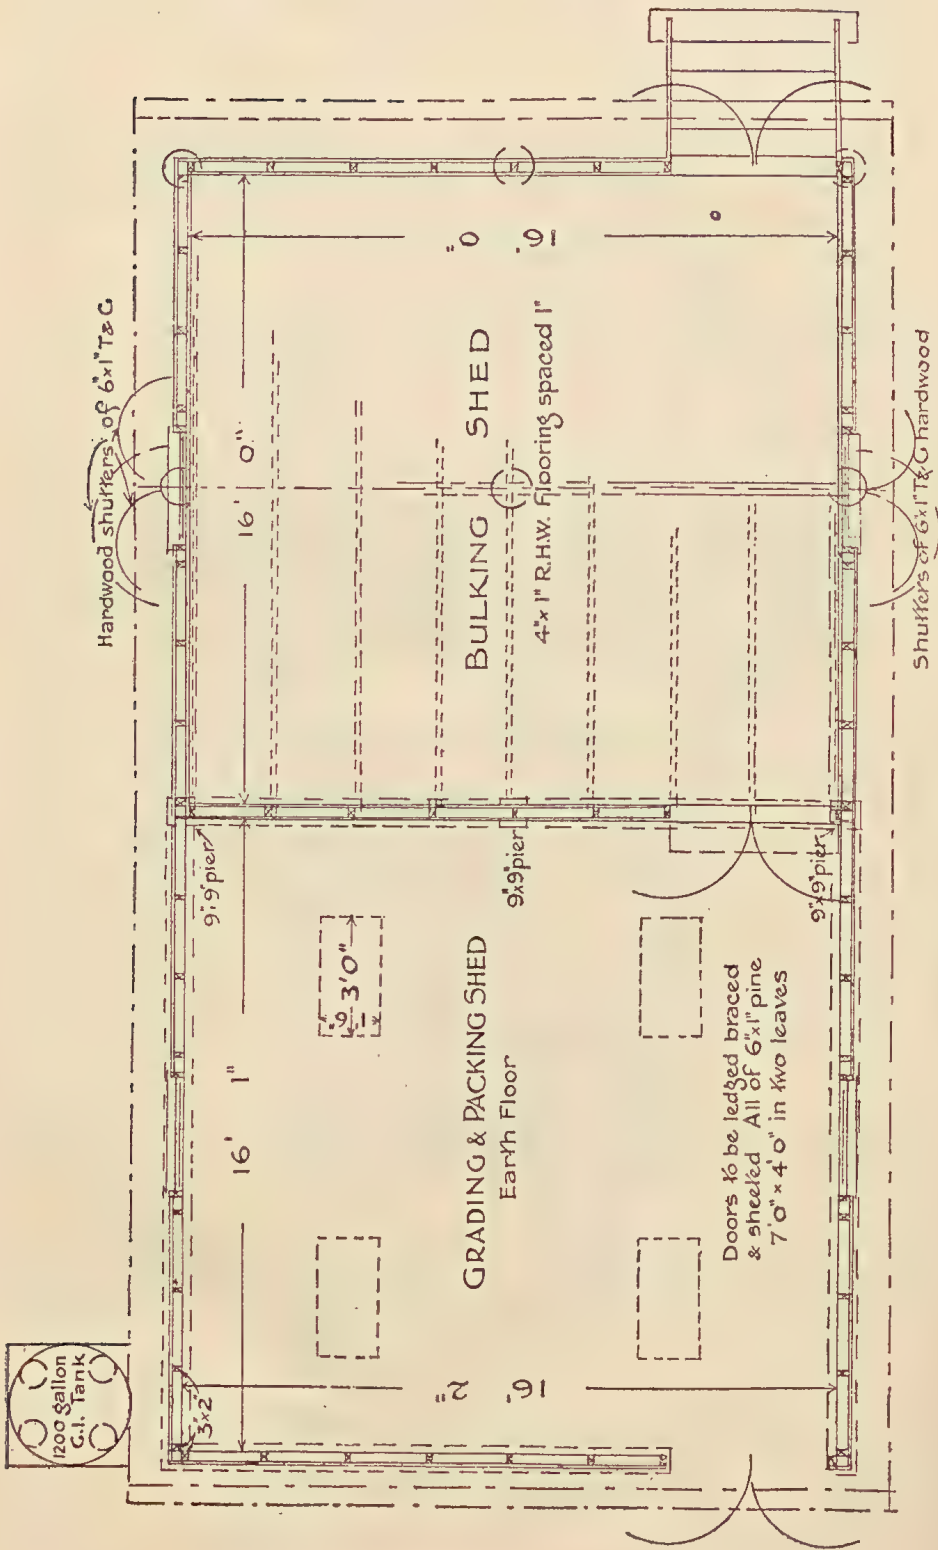 Hardwood shutters of 6"x1" T&G
16' 0"
16' 0"
BULKING SHED
4"x1" R.H.W. flooring spaced 1"
Shutters of 6"x1" T&G hardwood
9"x9" pier
9"x9" pier
9"x9" pier
3'0"
GRADING & PACKING SHED
Earth Floor
Doors to be ledged braced
& sheeted All of 6"x1" pine
7'0"x4'0" in two leaves
16' 1"
16' 2"
3"x2"
1200 gallon
G.I. Tank